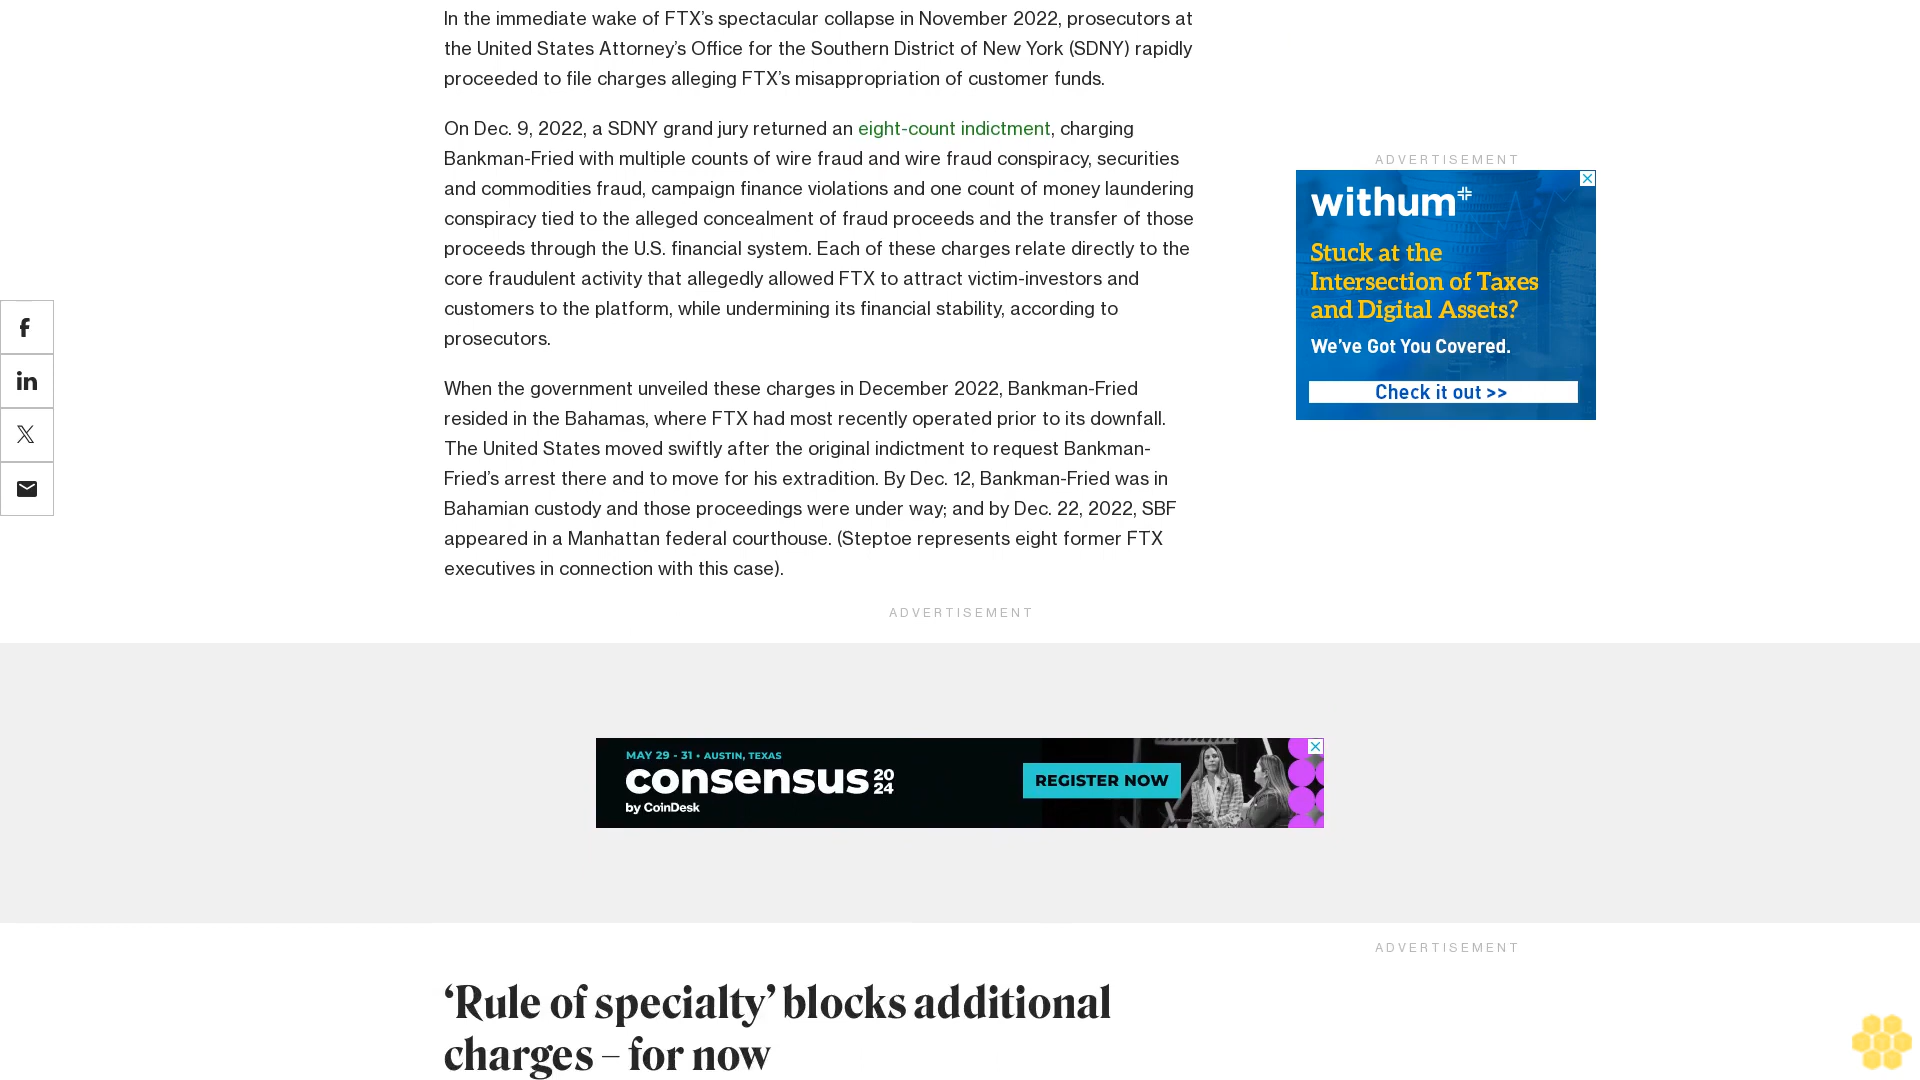 In the immediate wake of FTX’s spectacular collapse in November 2022, prosecutors at
the United States Attorney’s Office for the Southern District of New York (SDNY) rapidly
proceeded to file charges alleging FTX’s misappropriation of customer funds.
On Dec. 9, 2022, a SDNY grand jury returned an eight-count indictment, charging
Bankman-Fried with multiple counts of wire fraud and wire fraud conspiracy, securities
and commodities fraud, campaign finance violations and one count of money laundering
conspiracy tied to the alleged concealment of fraud proceeds and the transfer of those
proceeds through the U.S. financial system. Each of these charges relate directly to the
core fraudulent activity that allegedly allowed FTX to attract victim-investors and
customers to the platform, while undermining its financial stability, according to
prosecutors.
When the government unveiled these charges in December 2022, Bankman-Fried
resided in the Bahamas, where FTX had most recently operated prior to its downfall.
The United States moved swiftly after the original indictment to request Bankman-
Fried’s arrest there and to move for his extradition. By Dec. 12, Bankman-Fried was in
Bahamian custody and those proceedings were under way; and by Dec. 22, 2022, SBF
appeared in a Manhattan federal courthouse. (Steptoe represents eight former FTX
executives in connection with this case).
ADVERTISEMENT
withum
Stuck at the
Intersection of Taxes
and Digital Assets?
We’ve Got You Covered.
Check it out >>
ADVERTISEMENT
MAY 29 - 31 • AUSTIN, TEXAS
consensus 2024
by CoinDesk
REGISTER NOW
ADVERTISEMENT
‘Rule of specialty’ blocks additional
charges – for now